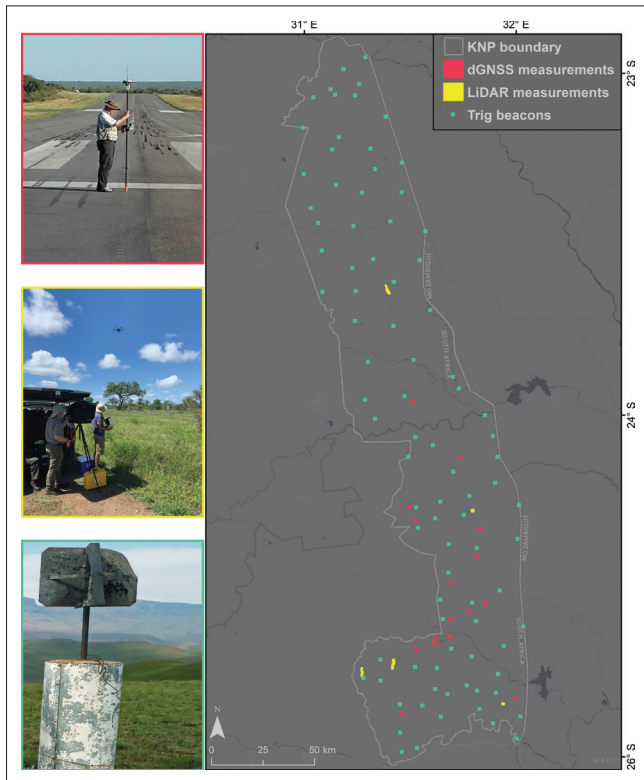 31° E
32° E
KNP boundary
dGNSS measurements
LiDAR measurements
Trig beacons
23° S
MOZAMBIQUE
SOUTH AFRICA
24° S
MOZAMBIQUE
SOUTH AFRICA
N
0 25 50 km
26° S